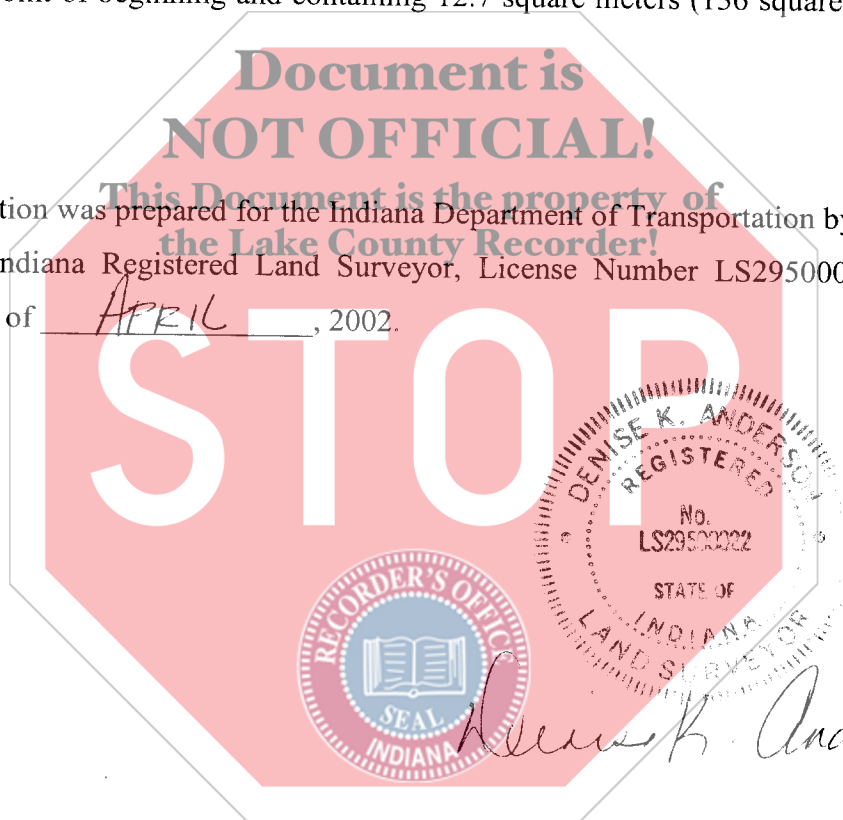 beginning and containing 12.7 square meters (136 square
Document is
NOT OFFICIAL!
This Document is the property of
tion was prepared for the Indiana Department of Transportation by
the Lake County Recorder!
ndiana Registered Land Surveyor, License Number LS295000
of APRIL, 2002.
STOP
DENISE K. ANDERSON
REGISTERED
No.
STATE OF
INDIANA
LAND SURVEYOR
RECORDER'S OFFICE
SEAL
INDIANA
Denise K. And